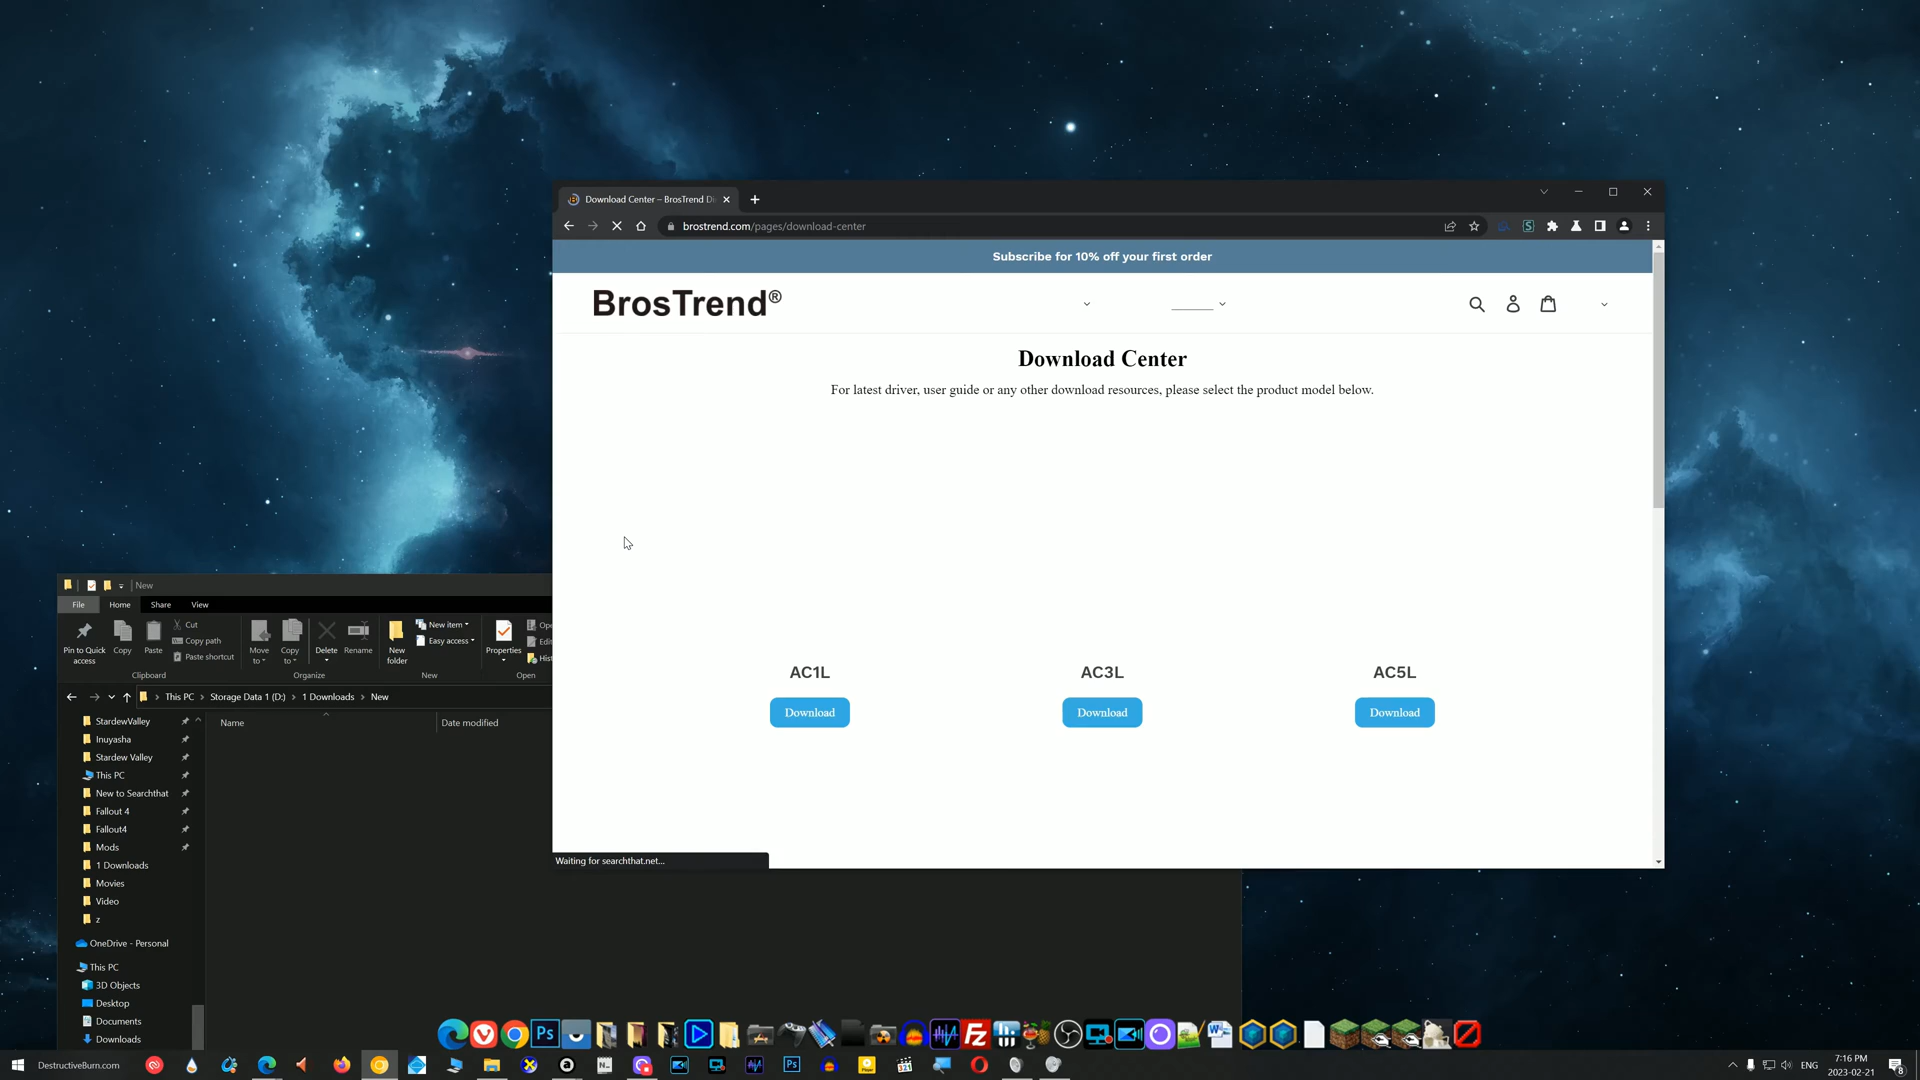 Download Center – BrosTrend D
brostrend.com/pages/download-center
Subscribe for 10% off your first order
BrosTrend®
Download Center
For latest driver, user guide or any other download resources, please select the product model below.
AC1L
AC3L
AC5L
Download
Download
Download
Waiting for searchthat.net...
New
File
Home
Share
View
Pin to Quick access
Copy
Paste
Cut
Copy path
Paste shortcut
Clipboard
Move to
Copy to
Delete
Rename
Organize
New folder
New item
Easy access
New
Properties
Ope
Edit
Hist
Open
This PC
Storage Data 1 (D:)
1 Downloads
New
Name
Date modified
StardewValley
Inuyasha
Stardew Valley
This PC
New to Searchthat
Fallout 4
Fallout4
Mods
1 Downloads
Movies
Video
z
OneDrive - Personal
This PC
3D Objects
Desktop
Documents
Downloads
DestructiveBurn.com
ENG
7:16 PM
2023-02-21